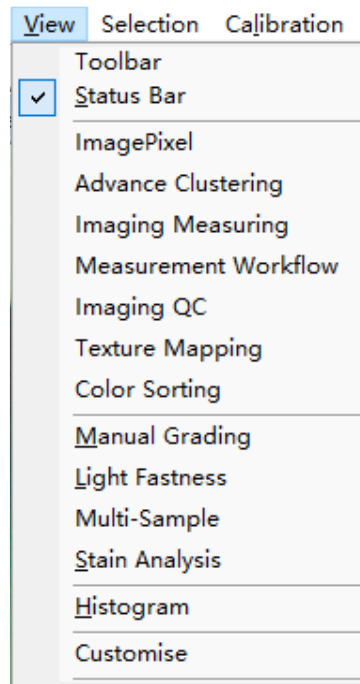 View Selection Calibration
Toolbar
Status Bar
ImagePixel
Advance Clustering
Imaging Measuring
Measurement Workflow
Imaging QC
Texture Mapping
Color Sorting
Manual Grading
Light Fastness
Multi-Sample
Stain Analysis
Histogram
Customise